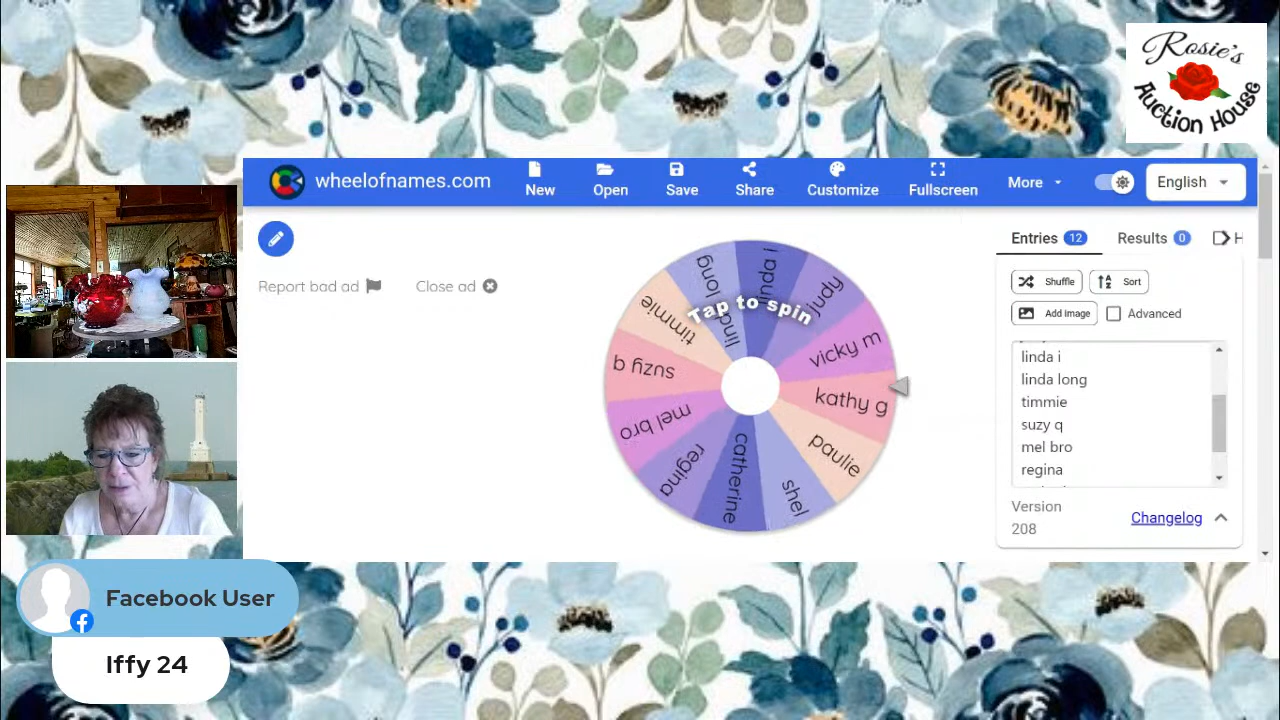 Rosie's
Auction House
wheelofnames.com
New
Open
Save
Share
Customize
Fullscreen
More
English
Report bad ad
Close ad
Entries 12
Results 0
H
Shuffle
Sort
Add Image
Advanced
linda i
linda long
timmie
suzy q
mel bro
regina
Version
208
Changelog
Tap to spin
linda i
judy
vicky m
kathy g
paulie
shel
catherine
regina
mel bro
suzy q
timmie
linda long
Facebook User
Iffy 24